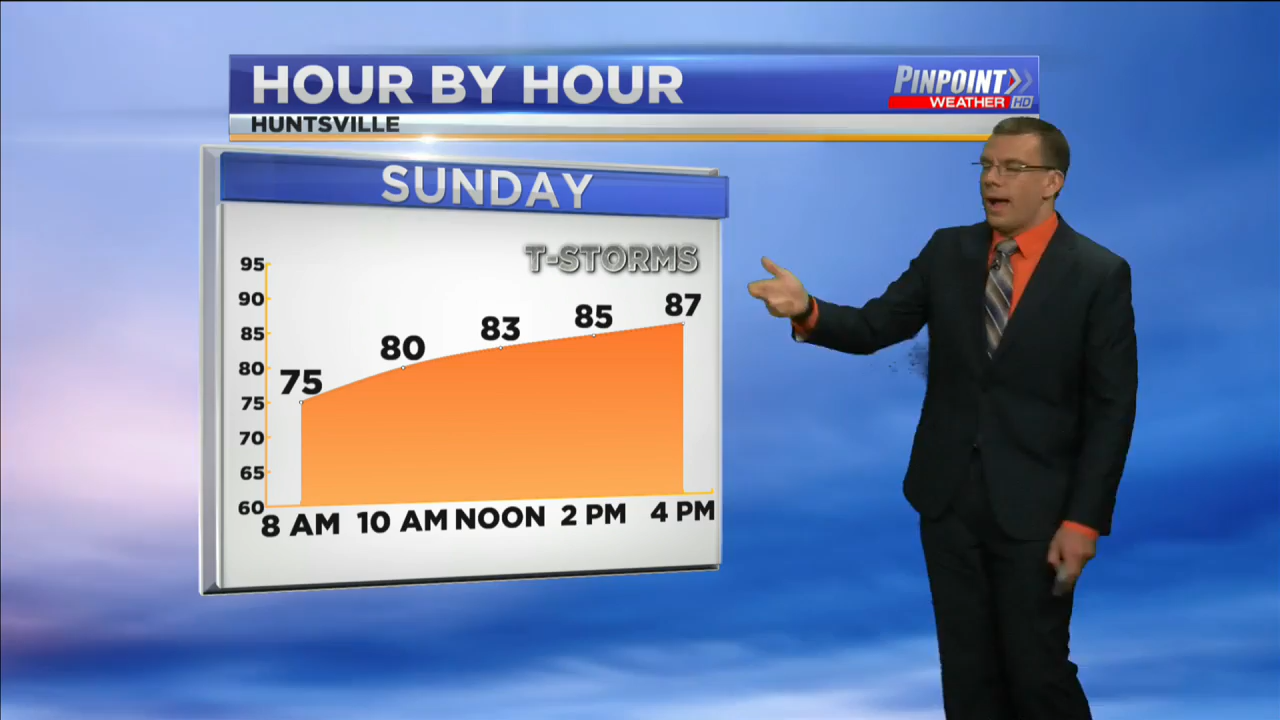 HOUR BY HOUR
PINPOINT
WEATHER HD
HUNTSVILLE
SUNDAY
T-STORMS
95
90
85
80
75
70
65
60
75
80
83
85
87
8 AM 10 AM NOON 2 PM 4 PM